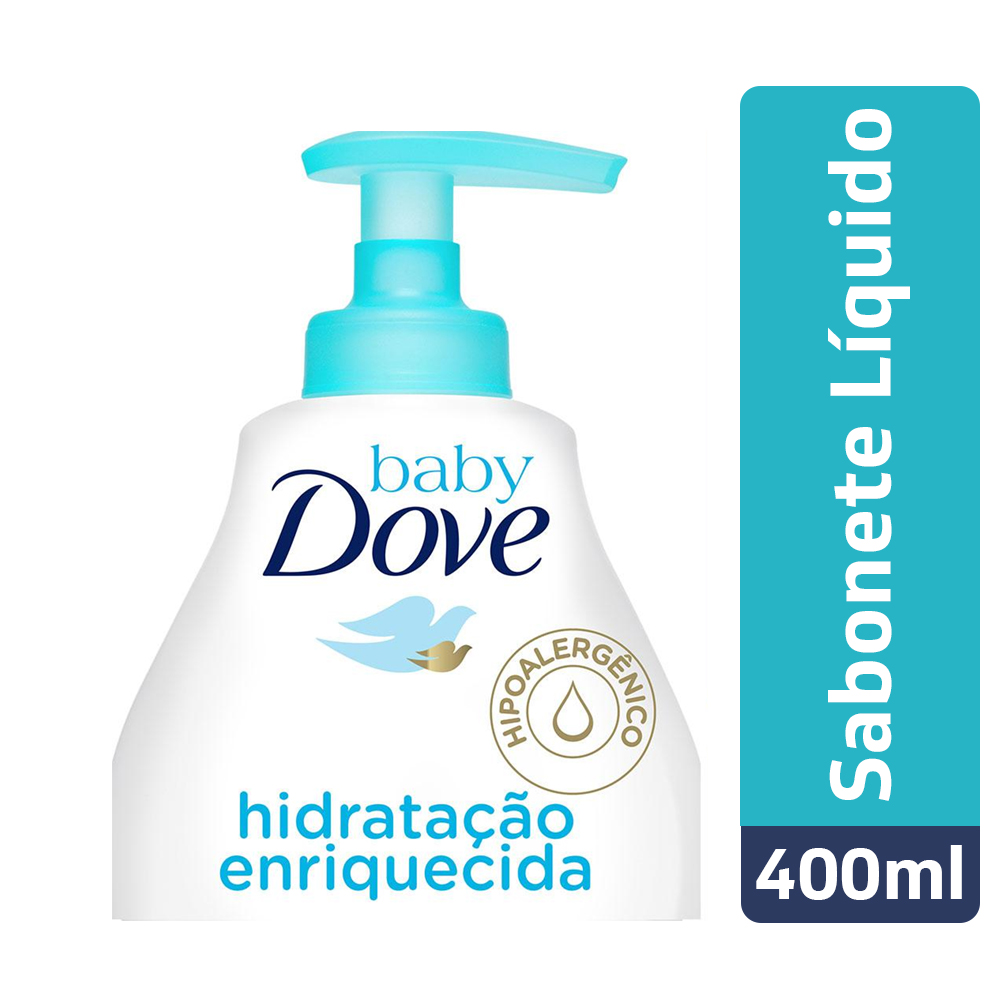 baby
Dove
HIPOALERGÊNICO
hidratação
enriquecida
Sabonete Líquido
400ml